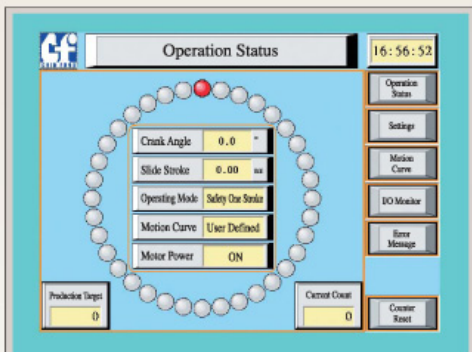 Operation Status
16:56:52
Crank Angle 0.0 °
Slide Stroke 0.00
Operating Mode Safety One Stroke
Motion Curve User Defined
Motor Power ON
Production Target
0
Current Count
0
Operation
Status
Settings
Motion
Curve
I/O Monitor
Error
Message
Counter
Reset